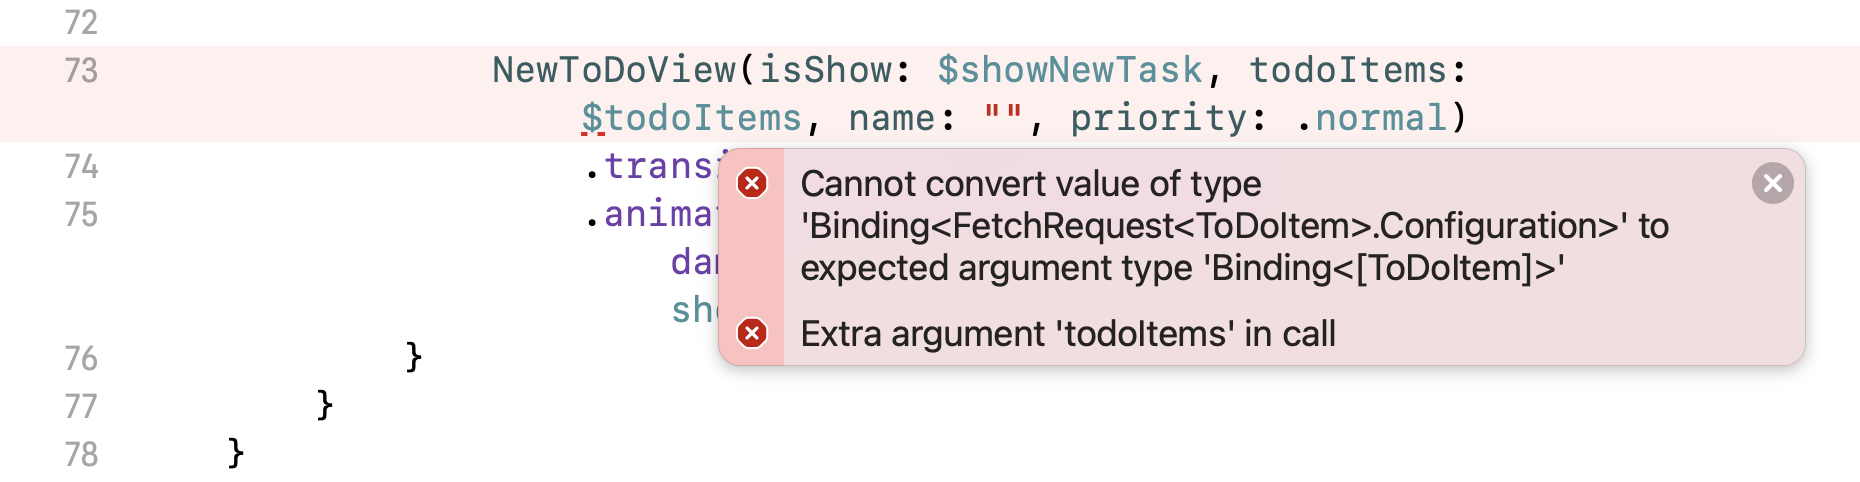 72
73 NewToDoView(isShow: $showNewTask, todoItems:
$todoItems, name: "", priority: .normal)
74 .transi
75 .anima
da
sh
76 }
77 }
78 }
Cannot convert value of type
'Binding<FetchRequest<ToDoItem>.Configuration>' to
expected argument type 'Binding<[ToDoItem]>'
Extra argument 'todoItems' in call